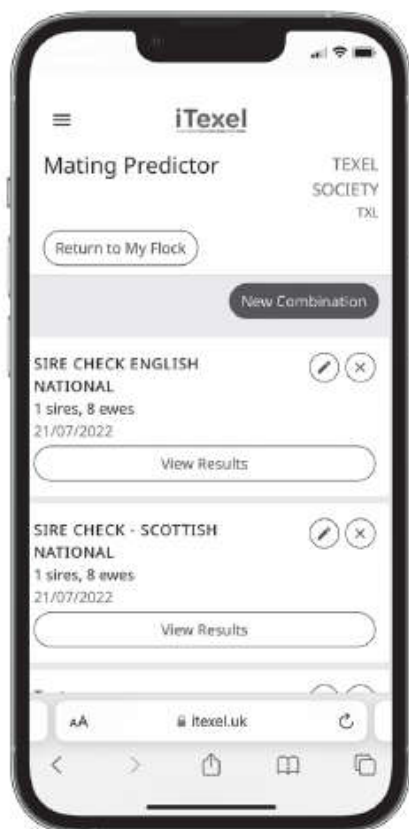 iTexel
Mating Predictor
TEXEL
SOCIETY
TXL
Return to My Flock
New Combination
SIRE CHECK ENGLISH
NATIONAL
1 sires, 8 ewes
21/07/2022
View Results
SIRE CHECK - SCOTTISH
NATIONAL
1 sires, 8 ewes
21/07/2022
View Results
AA
itexel.uk